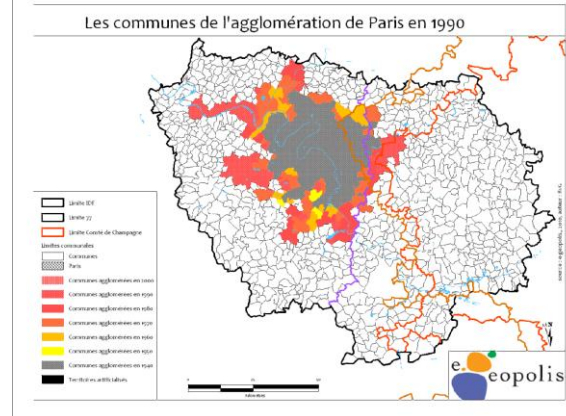 Les communes de l'agglomération de Paris en 1990
Limite IDF
Limite 77
Limite Comté de Champagne
Limites communales
Communes
Paris
Communes agglomérées en 2000
Communes agglomérées en 1990
Communes agglomérées en 1980
Communes agglomérées en 1970
Communes agglomérées en 1960
Communes agglomérées en 1950
Communes agglomérées en 1940
Territoires artificialisés
e.
eopolis